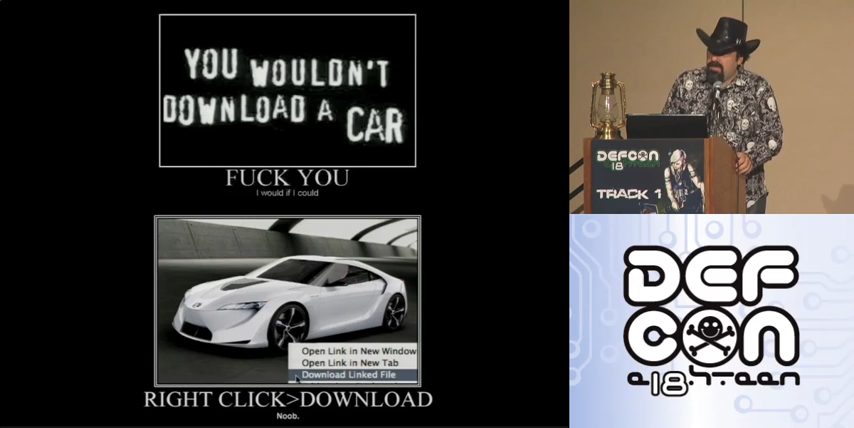 YOU WOULDN'T
DOWNLOAD A CAR
FUCK YOU
I would if I could
Open Link in New Window
Open Link in New Tab
Download Linked File
RIGHT CLICK>DOWNLOAD
Noob.
DEFCON
18
TRACK 1
DEF
CON
e18hteen